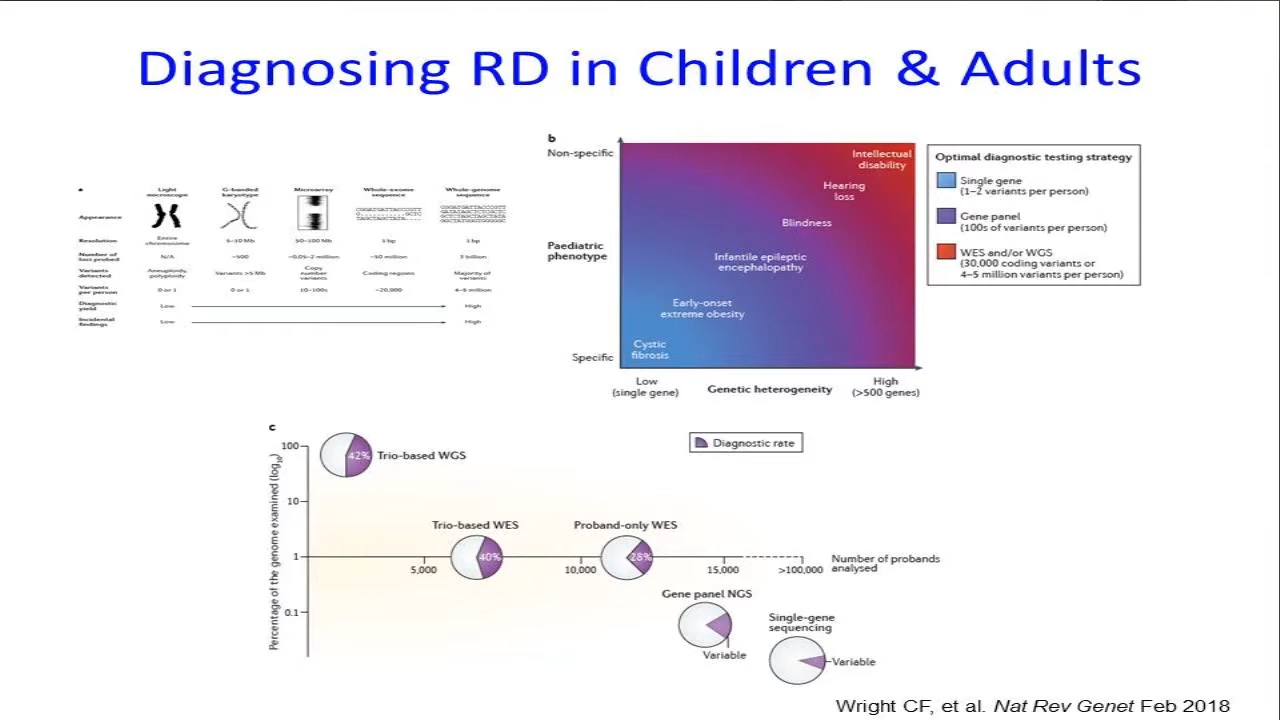 Diagnosing RD in Children & Adults
a
Light microscope
G-banded karyotype
Microarray
Whole-exome sequence
Whole-genome sequence
Appearance
Resolution
Entire chromosome
5–10 Mb
50–100 Mb
1 bp
1 bp
Number of loci probed
N/A
~500
~0.05–2 million
~50 million
3 billion
Variants detected
Aneuploidy, polyploidy
Variants >5 Mb
Copy number variants
Coding regions
Majority of variants
Variants per person
0 or 1
0 or 1
10–100s
~20,000
4–5 million
Diagnostic yield
Low
High
Incidental findings
Low
High
b
Non-specific
Paediatric
phenotype
Specific
Intellectual
disability
Hearing
loss
Blindness
Infantile epileptic
encephalopathy
Early-onset
extreme obesity
Cystic
fibrosis
Low
(single gene)
Genetic heterogeneity
High
(>500 genes)
Optimal diagnostic testing strategy
Single gene
(1–2 variants per person)
Gene panel
(100s of variants per person)
WES and/or WGS
(30,000 coding variants or
4–5 million variants per person)
c
Percentage of the genome examined (log10)
100
10
1
0.1
42%
Trio-based WGS
Diagnostic rate
Trio-based WES
40%
Proband-only WES
28%
5,000
10,000
15,000
>100,000
Number of probands
analysed
Gene panel NGS
Variable
Single-gene
sequencing
Variable
Wright CF, et al. Nat Rev Genet Feb 2018